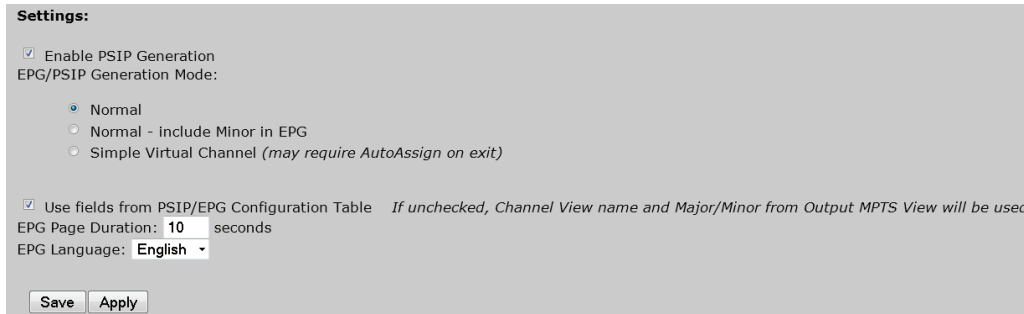 Settings:
Enable PSIP Generation
EPG/PSIP Generation Mode:
Normal
Normal - include Minor in EPG
Simple Virtual Channel (may require AutoAssign on exit)
Use fields from PSIP/EPG Configuration Table If unchecked, Channel View name and Major/Minor from Output MPTS View will be used
EPG Page Duration: 10 seconds
EPG Language: English
Save Apply